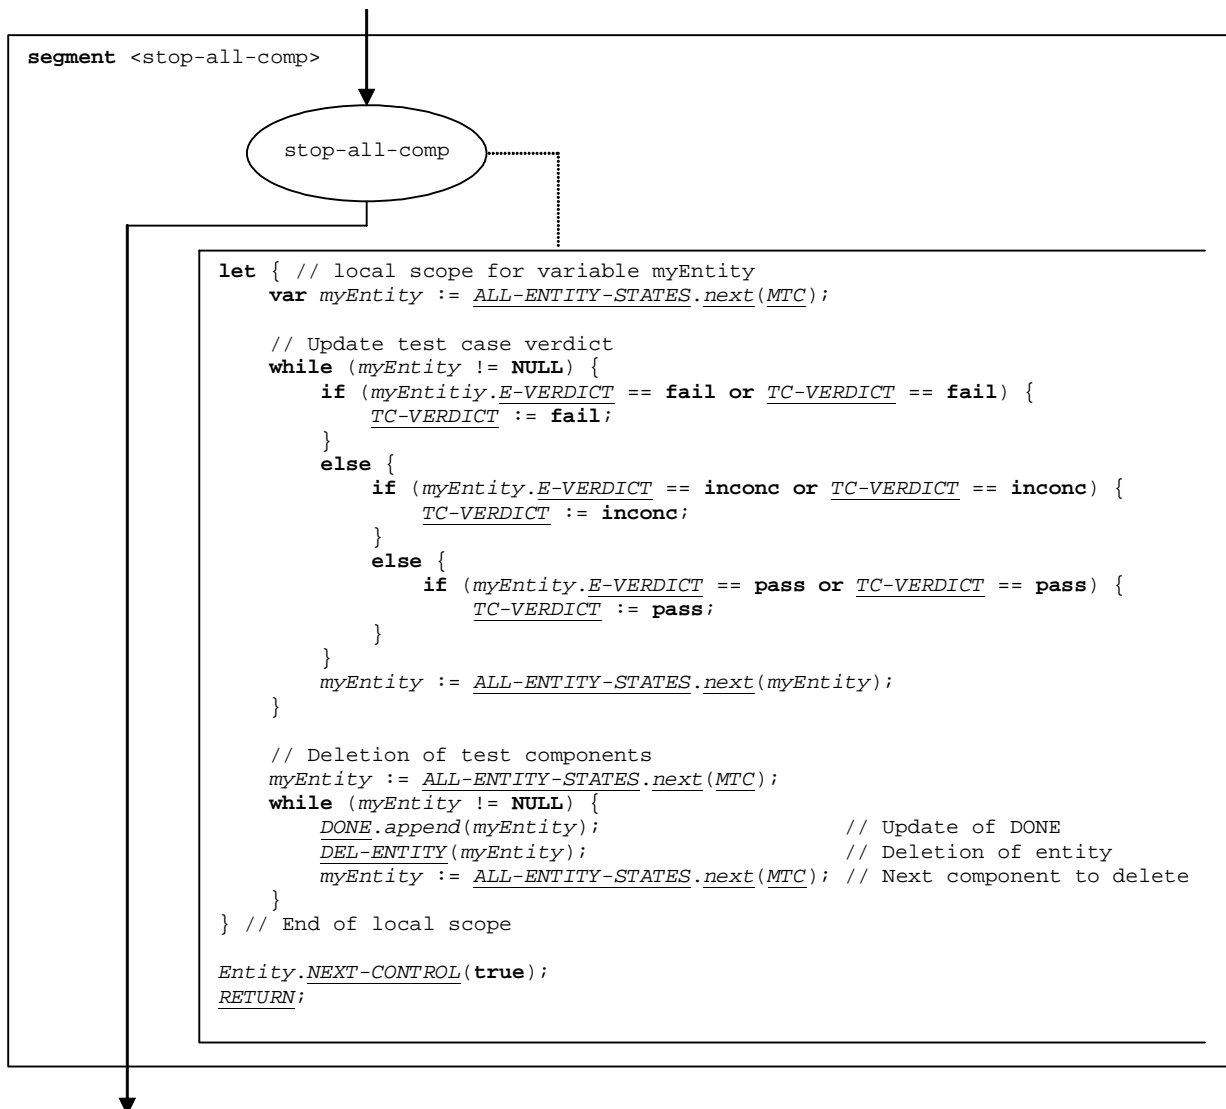 segment <stop-all-comp>
stop-all-comp
let { // local scope for variable myEntity
var myEntity := ALL-ENTITY-STATES.next(MTC);
// Update test case verdict
while (myEntity != NULL) {
if (myEntitiy.E-VERDICT == fail or TC-VERDICT == fail) {
TC-VERDICT := fail;
}
else {
if (myEntity.E-VERDICT == inconc or TC-VERDICT == inconc) {
TC-VERDICT := inconc;
}
else {
if (myEntity.E-VERDICT == pass or TC-VERDICT == pass) {
TC-VERDICT := pass;
}
}
myEntity := ALL-ENTITY-STATES.next(myEntity);
}
// Deletion of test components
myEntity := ALL-ENTITY-STATES.next(MTC);
while (myEntity != NULL) {
DONE.append(myEntity); // Update of DONE
DEL-ENTITY(myEntity); // Deletion of entity
myEntity := ALL-ENTITY-STATES.next(MTC); // Next component to delete
}
} // End of local scope
Entity.NEXT-CONTROL(true);
RETURN;